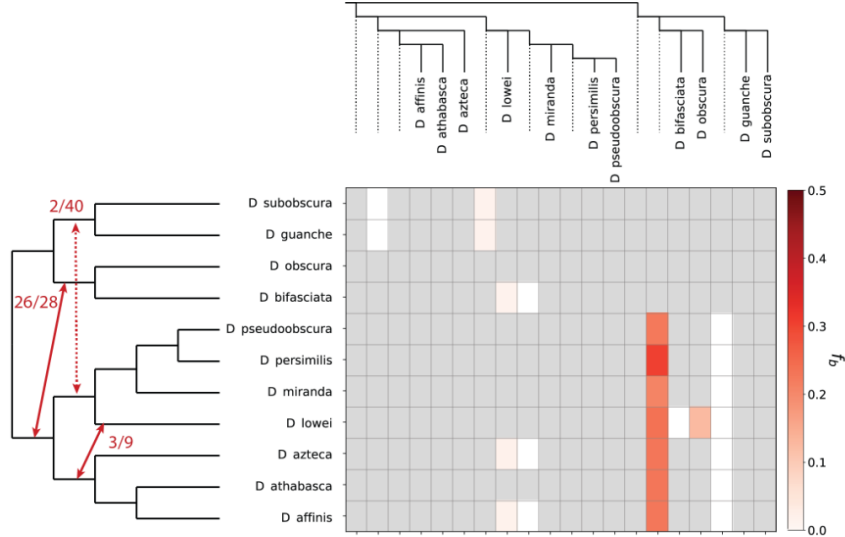 D affinis
D athabasca
D azteca
D lowei
D miranda
D persimilis
D pseudoobscura
D bifasciata
D obscura
D guanche
D subobscura
2/40
26/28
3/9
D subobscura
D guanche
D obscura
D bifasciata
D pseudoobscura
D persimilis
D miranda
D lowei
D azteca
D athabasca
D affinis
0.5
0.4
0.3
0.2
0.1
0.0
fb